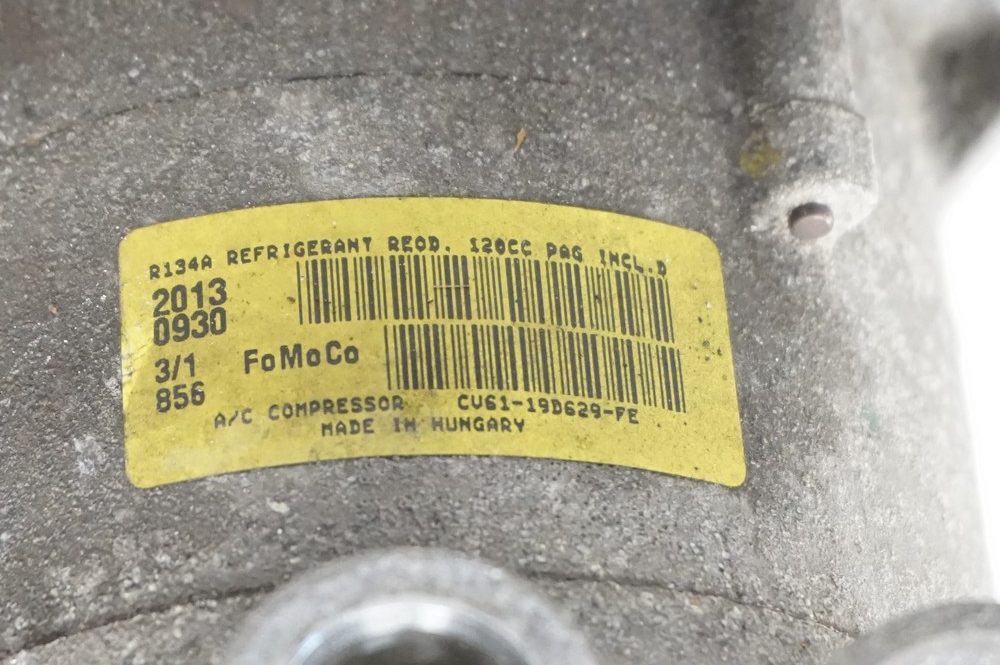 R134A REFRIGERANT REQD. 120CC PAG INCL.D
2013
0930
3/1 FoMoCo
856
A/C COMPRESSOR CV61-19D629-FE
MADE IN HUNGARY